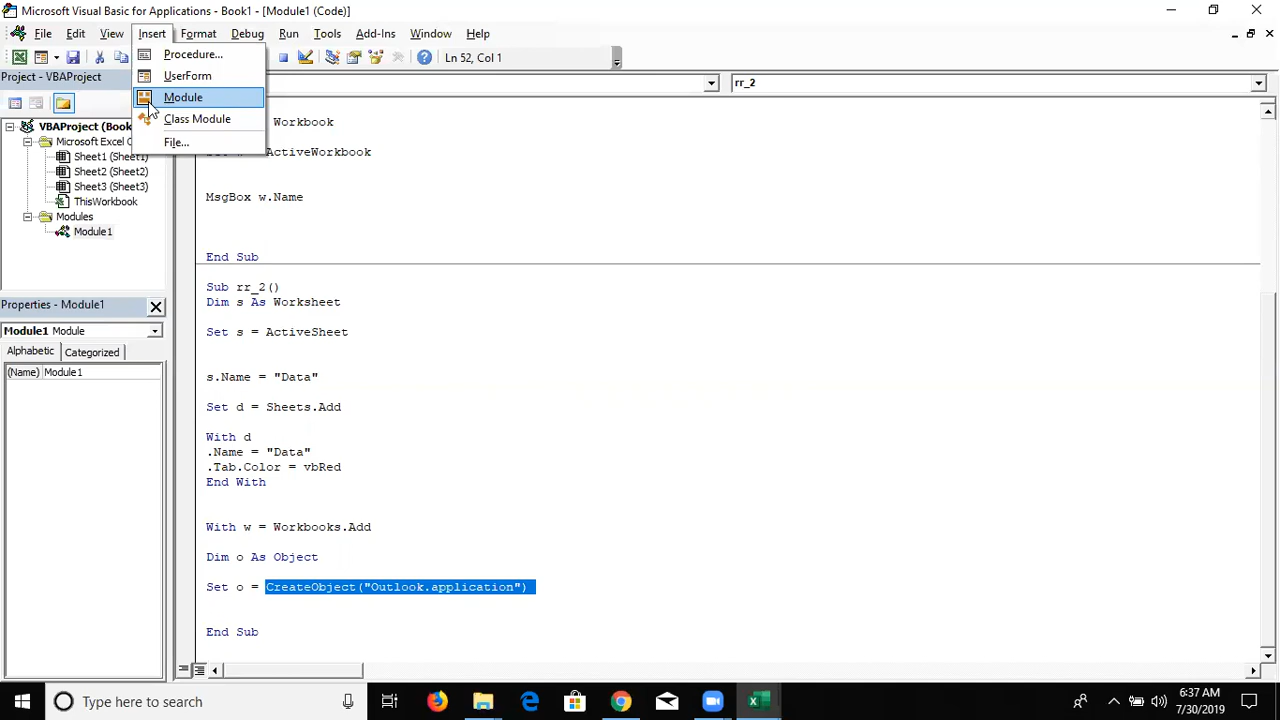 Microsoft Visual Basic for Applications - Book1 - [Module1 (Code)]
File Edit View Insert Format Debug Run Tools Add-Ins Window Help
Procedure...
UserForm
Module
Class Module
File...
Ln 52, Col 1
Project - VBAProject
rr_2
VBAProject (Book
Microsoft Excel O
Sheet1 (Sheet1)
Sheet2 (Sheet2)
Sheet3 (Sheet3)
ThisWorkbook
Modules
Module1
Properties - Module1
Module1 Module
Alphabetic Categorized
(Name) Module1
Workbook
ActiveWorkbook
MsgBox w.Name
End Sub
Sub rr_2()
Dim s As Worksheet
Set s = ActiveSheet
s.Name = "Data"
Set d = Sheets.Add
With d
.Name = "Data"
.Tab.Color = vbRed
End With
With w = Workbooks.Add
Dim o As Object
Set o = CreateObject("Outlook.application")
End Sub
Type here to search
6:37 AM
7/30/2019